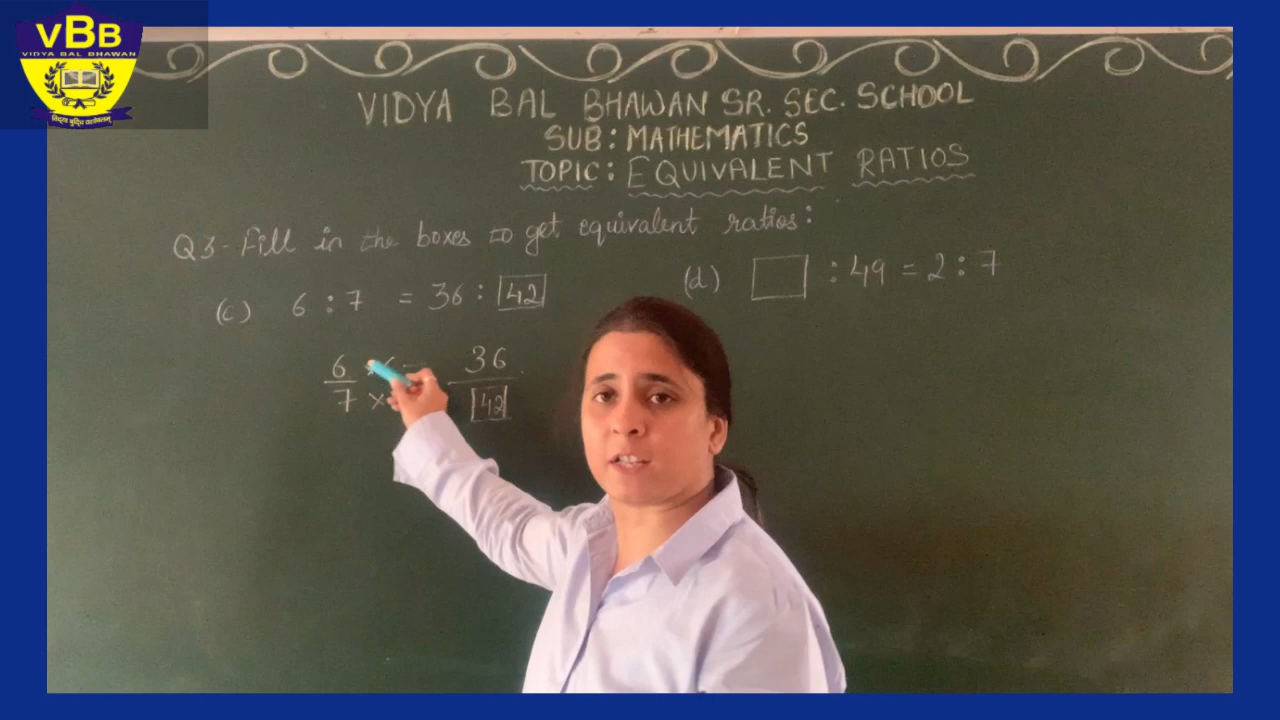 VBB
VIDYA BAL BHAWAN
VIDYA BAL BHAWAN SR. SEC. SCHOOL
SUB : MATHEMATICS
TOPIC : EQUIVALENT RATIOS
Q3- Fill in the boxes to get equivalent ratios :
(c) 6 : 7 = 36 : 42
(d) : 49 = 2 : 7
6 × = 36
7 × 42